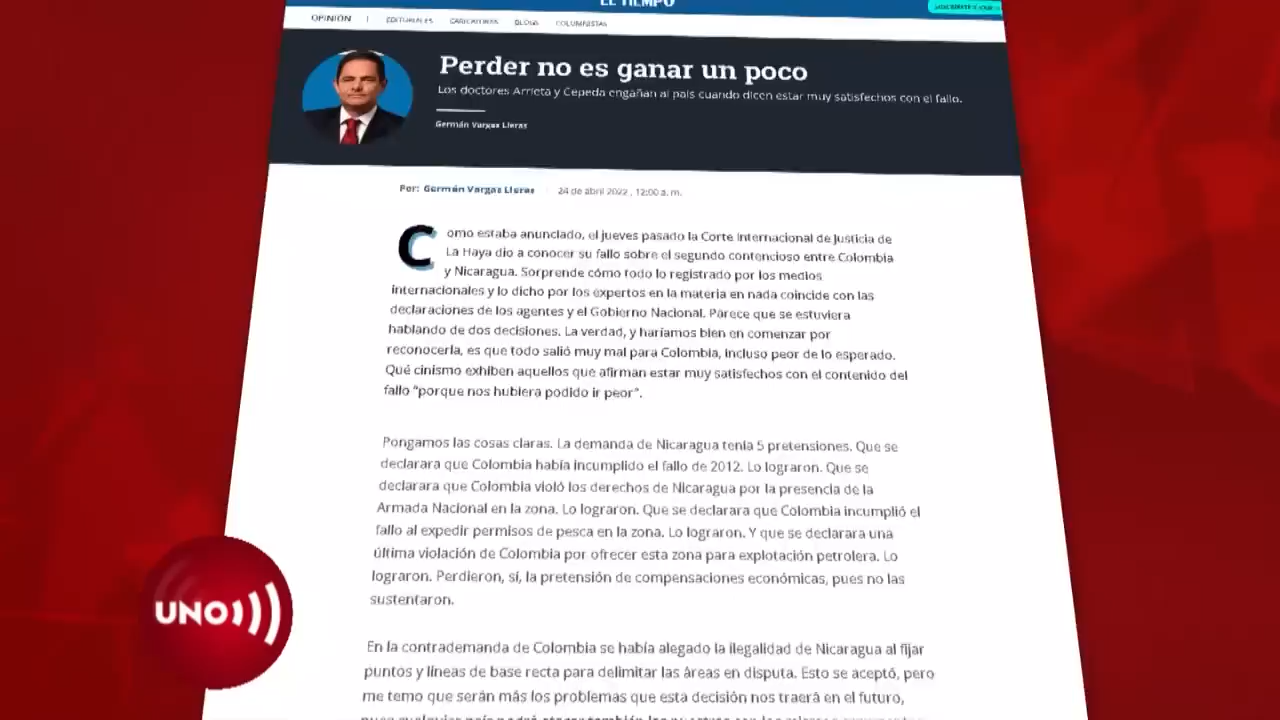 EL TIEMPO
OPINIÓN | EDITORIALES CARICATURAS BLOGS COLUMNISTAS
Perder no es ganar un poco
Los doctores Arrieta y Cepeda engañan al país cuando dicen estar muy satisfechos con el fallo.
Germán Vargas Lleras
Por: Germán Vargas Lleras 24 de abril 2022 , 12:00 a. m.
Como estaba anunciado, el jueves pasado la Corte Internacional de Justicia de
La Haya dio a conocer su fallo sobre el segundo contencioso entre Colombia
y Nicaragua. Sorprende cómo todo lo registrado por los medios
internacionales y lo dicho por los expertos en la materia en nada coincide con las
declaraciones de los agentes y el Gobierno Nacional. Parece que se estuviera
hablando de dos decisiones. La verdad, y haríamos bien en comenzar por
reconocerla, es que todo salió muy mal para Colombia, incluso peor de lo esperado.
Qué cinismo exhiben aquellos que afirman estar muy satisfechos con el contenido del
fallo “porque nos hubiera podido ir peor”.
Pongamos las cosas claras. La demanda de Nicaragua tenía 5 pretensiones. Que se
declarara que Colombia había incumplido el fallo de 2012. Lo lograron. Que se
declarara que Colombia violó los derechos de Nicaragua por la presencia de la
Armada Nacional en la zona. Lo lograron. Que se declarara que Colombia incumplió el
fallo al expedir permisos de pesca en la zona. Lo lograron. Y que se declarara una
última violación de Colombia por ofrecer esta zona para explotación petrolera. Lo
lograron. Perdieron, sí, la pretensión de compensaciones económicas, pues no las
sustentaron.
UNO
En la contrademanda de Colombia se había alegado la ilegalidad de Nicaragua al fijar
puntos y líneas de base recta para delimitar las áreas en disputa. Esto se aceptó, pero
me temo que serán más los problemas que esta decisión nos traerá en el futuro,